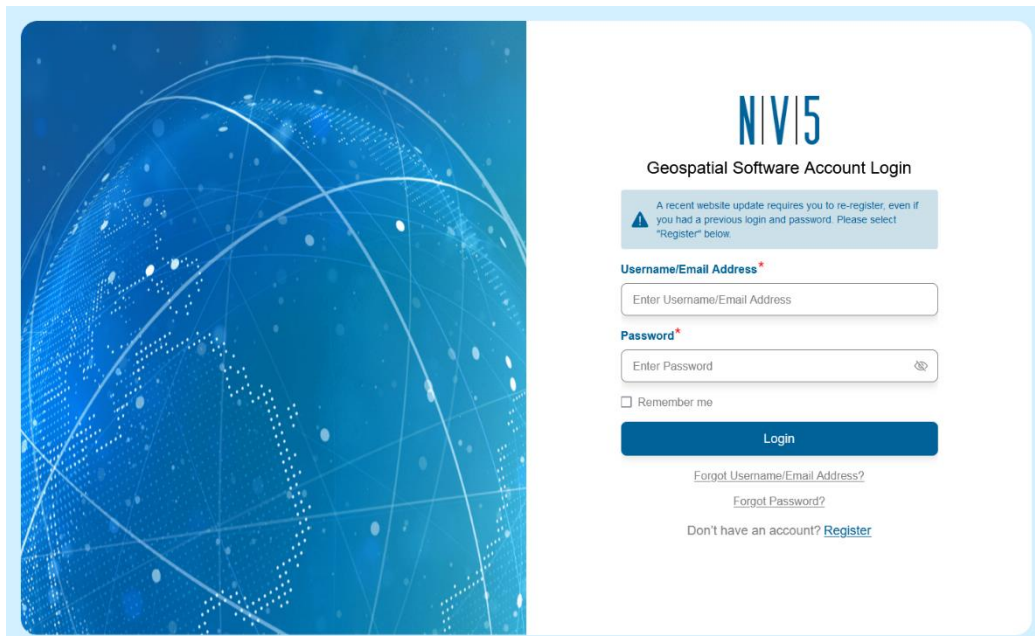 N|V|5
Geospatial Software Account Login
A recent website update requires you to re-register, even if
you had a previous login and password. Please select
"Register" below.
Username/Email Address*
Enter Username/Email Address
Password*
Enter Password
Remember me
Login
Forgot Username/Email Address?
Forgot Password?
Don't have an account? Register